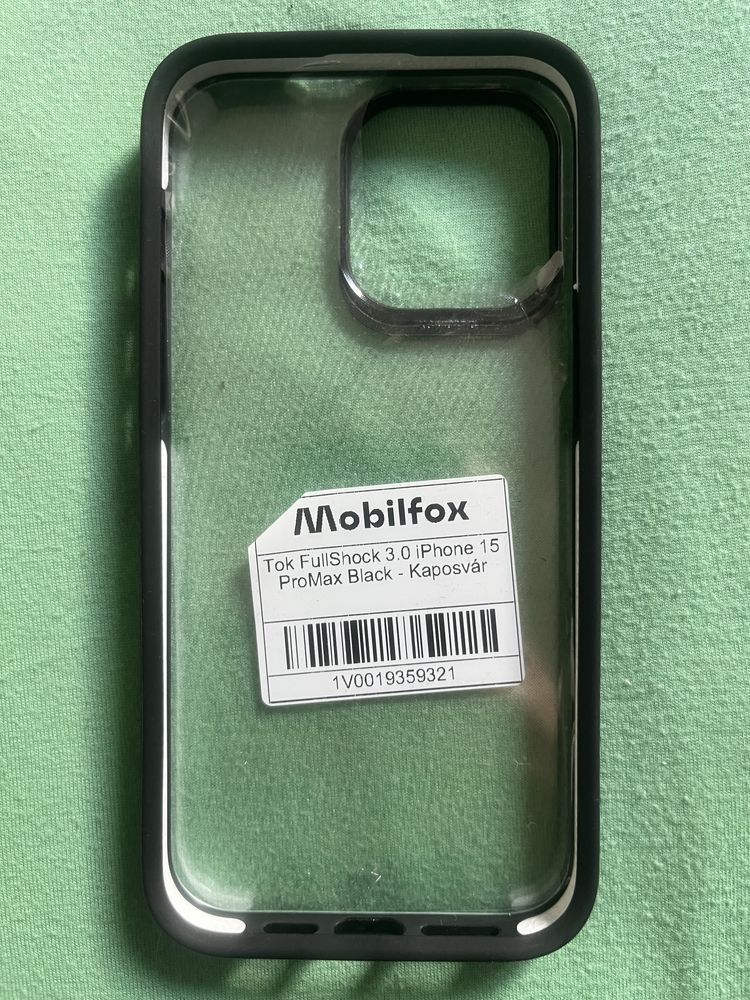 Mobilfox
Tok FullShock 3.0 iPhone 15
ProMax Black - Kaposvár
1V0019359321